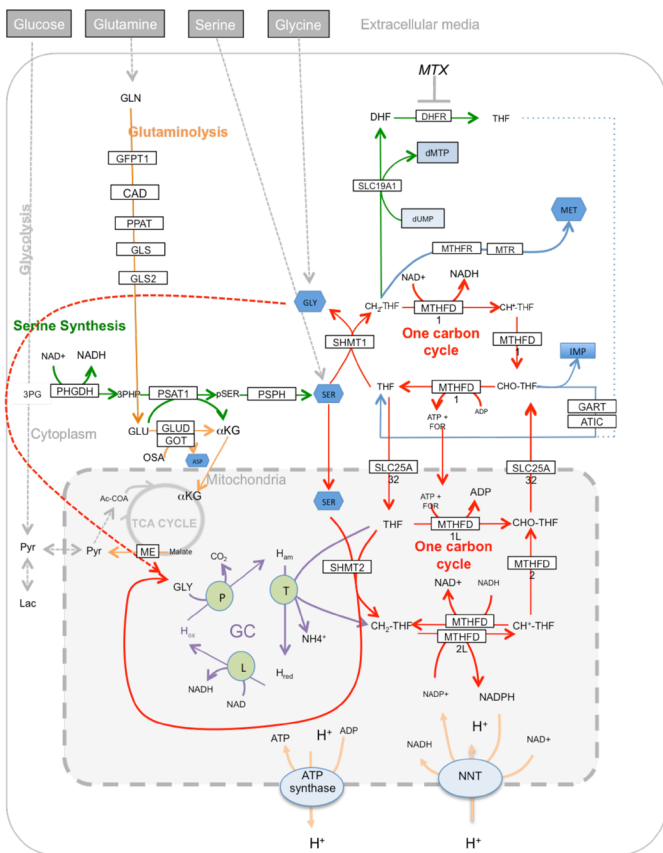 Glucose
Glutamine
Serine
Glycine
Extracellular media
MTX
GLN
DHF
DHFR
THF
Glutaminolysis
dMTP
GFPT1
SLC19A1
CAD
dUMP
MET
PPAT
Glycolysis
MTHFR
MTR
GLS
NAD+
NADH
GLS2
GLY
CH2-THF
MTHFD
1
CH+-THF
Serine Synthesis
SHMT1
One carbon
cycle
MTHFD
NAD+
NADH
IMP
3PG
PHGDH
3PHP
PSAT1
pSER
PSPH
SER
THF
MTHFD
1
CHO-THF
ATP +
FOR
ADP
GART
ATIC
Cytoplasm
GLU
GLUD
GOT
αKG
OSA
ASP
SLC25A
32
SLC25A
32
Mitochondria
Ac-COA
αKG
SER
ATP +
FOR
ADP
TCA CYCLE
THF
MTHFD
1L
CHO-THF
Pyr
Pyr
ME
Malate
One carbon
cycle
CO2
Ham
SHMT2
MTHFD
2
GLY
P
T
NAD+
NADH
Lac
Hox
GC
NH4+
CH2-THF
MTHFD
MTHFD
2L
CH+-THF
L
Hred
NADH
NAD
NADP+
NADPH
ATP
H+
ADP
H+
NADH
NAD+
ATP
synthase
NNT
H+
H+